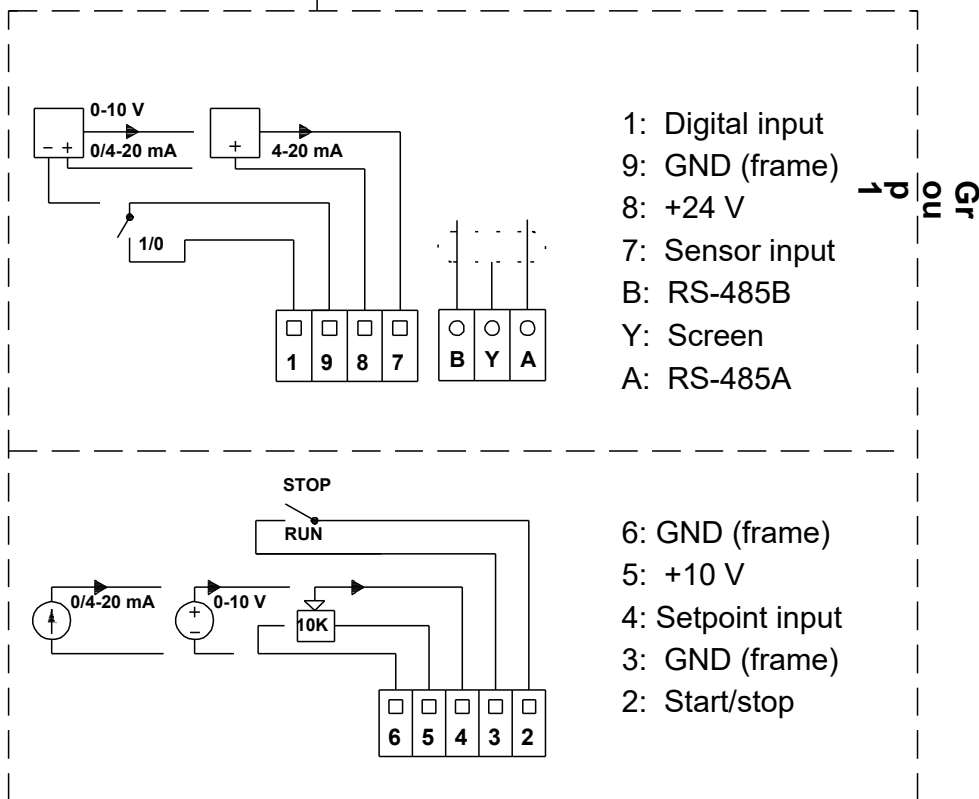 0-10 V
0/4-20 mA
- +
+
4-20 mA
1/0
1 9 8 7
B Y A
1: Digital input
9: GND (frame)
8: +24 V
7: Sensor input
B: RS-485B
Y: Screen
A: RS-485A
Gr
ou
p
1
STOP
RUN
0/4-20 mA
+
-
0-10 V
10K
6 5 4 3 2
6: GND (frame)
5: +10 V
4: Setpoint input
3: GND (frame)
2: Start/stop